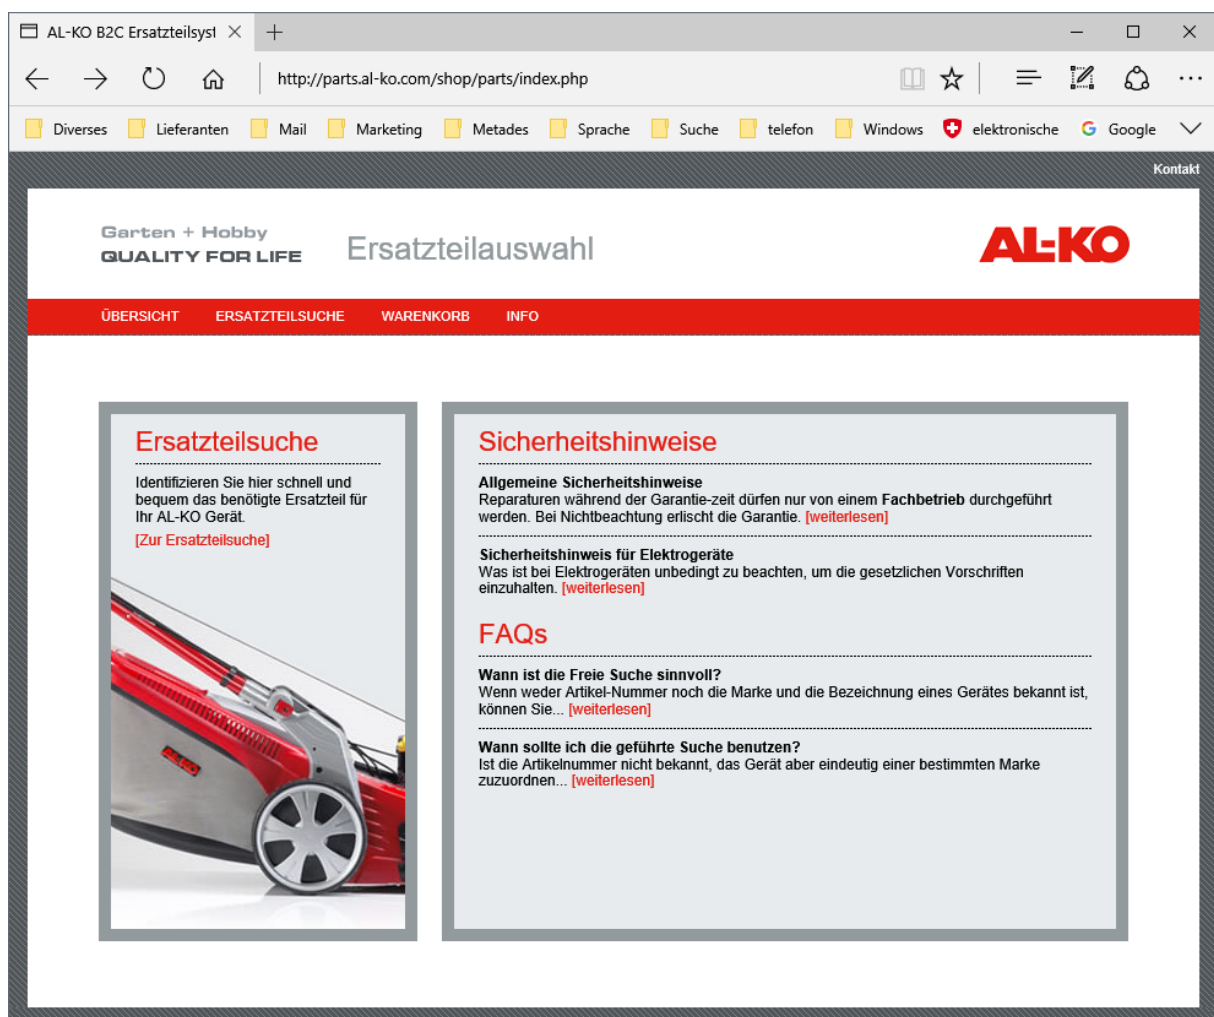 AL-KO B2C Ersatzteilsyst
http://parts.al-ko.com/shop/parts/index.php
Diverses Lieferanten Mail Marketing Metades Sprache Suche telefon Windows elektronische Google
Kontakt
Garten + Hobby
QUALITY FOR LIFE
Ersatzteilauswahl
AL-KO
ÜBERSICHT ERSATZTEILSUCHE WARENKORB INFO
Ersatzteilsuche
Identifizieren Sie hier schnell und
bequem das benötigte Ersatzteil für
Ihr AL-KO Gerät.
[Zur Ersatzteilsuche]
AL-KO
Sicherheitshinweise
Allgemeine Sicherheitshinweise
Reparaturen während der Garantie-zeit dürfen nur von einem Fachbetrieb durchgeführt
werden. Bei Nichtbeachtung erlischt die Garantie. [weiterlesen]
Sicherheitshinweis für Elektrogeräte
Was ist bei Elektrogeräten unbedingt zu beachten, um die gesetzlichen Vorschriften
einzuhalten. [weiterlesen]
FAQs
Wann ist die Freie Suche sinnvoll?
Wenn weder Artikel-Nummer noch die Marke und die Bezeichnung eines Gerätes bekannt ist,
können Sie... [weiterlesen]
Wann sollte ich die geführte Suche benutzen?
Ist die Artikelnummer nicht bekannt, das Gerät aber eindeutig einer bestimmten Marke
zuzuordnen... [weiterlesen]